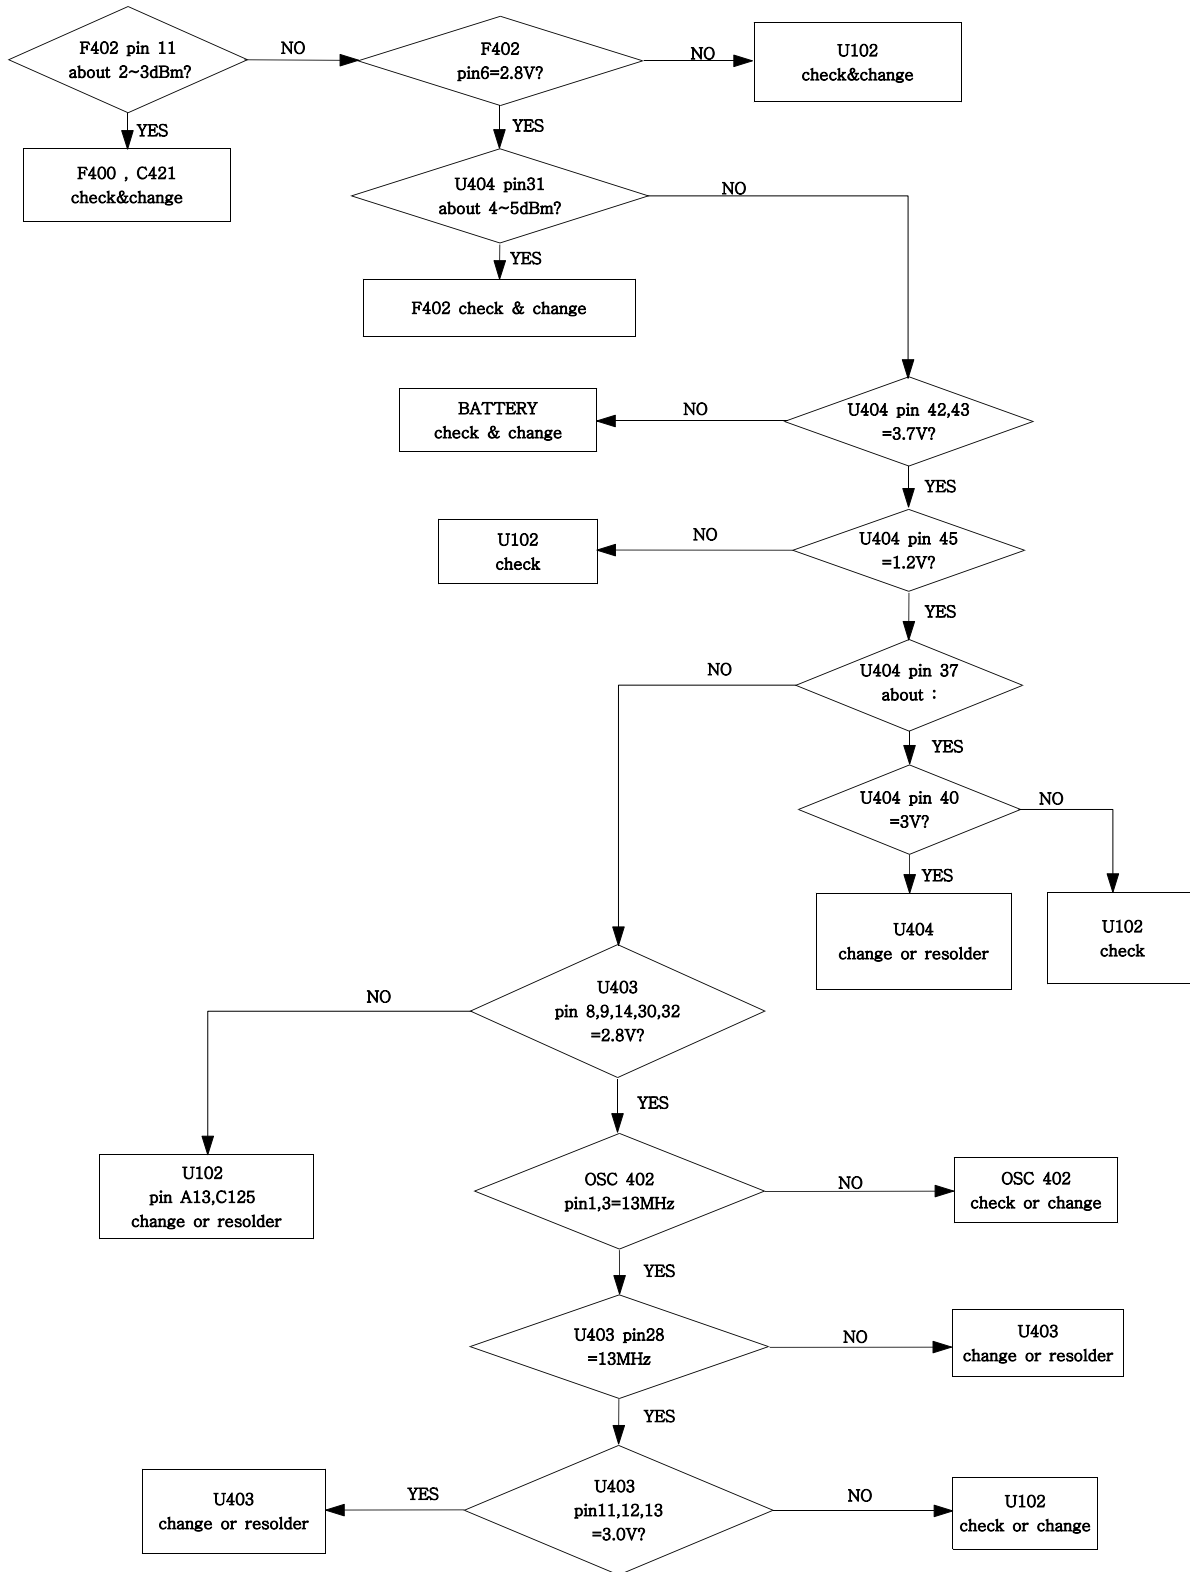 F402 pin 11
about 2~3dBm?
NO
F402
pin6=2.8V?
NO
U102
check&change
YES
F400 , C421
check&change
YES
U404 pin31
about 4~5dBm?
NO
YES
F402 check & change
U404 pin 42,43
=3.7V?
NO
BATTERY
check & change
YES
U404 pin 45
=1.2V?
NO
U102
check
YES
U404 pin 37
about :
NO
YES
U404 pin 40
=3V?
NO
YES
U404
change or resolder
U102
check
U403
pin 8,9,14,30,32
=2.8V?
NO
U102
pin A13,C125
change or resolder
YES
OSC 402
pin1,3=13MHz
NO
OSC 402
check or change
YES
U403 pin28
=13MHz
NO
U403
change or resolder
YES
U403
pin11,12,13
=3.0V?
YES
U403
change or resolder
NO
U102
check or change